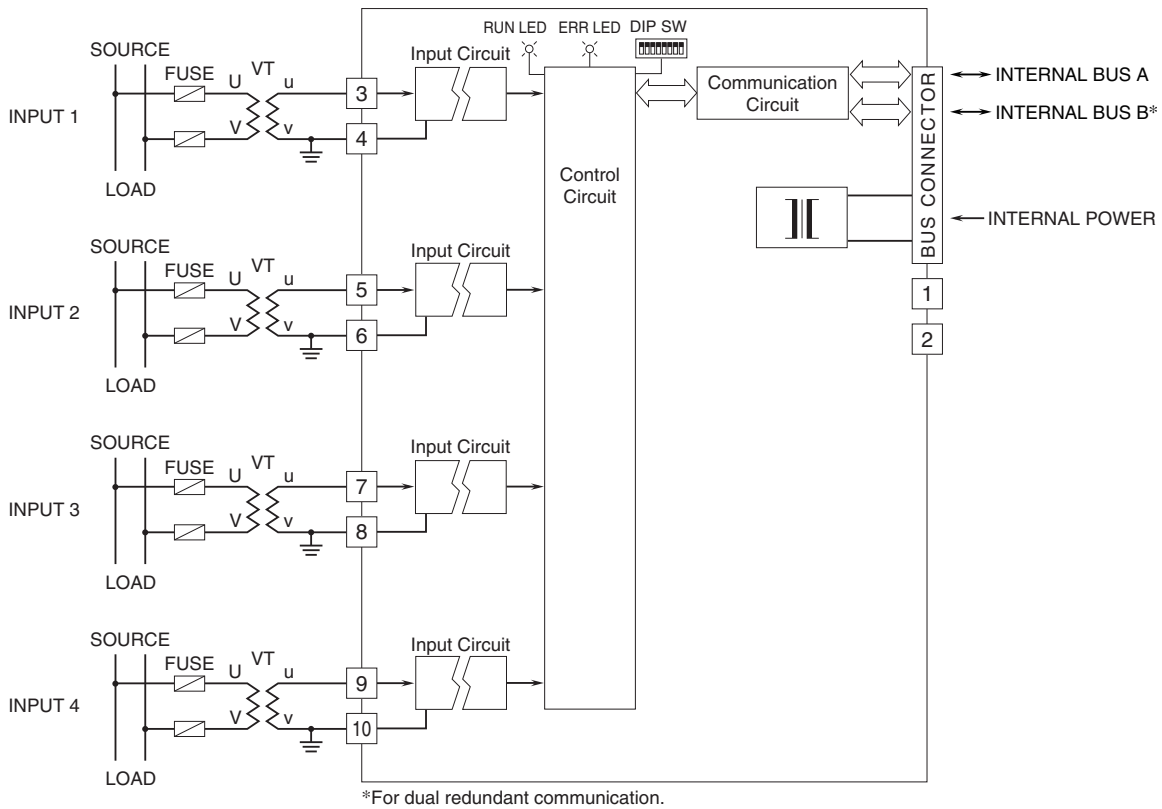 RUN LED ERR LED DIP SW
SOURCE
FUSE U VT u
Input Circuit
3
INPUT 1
V v
4
LOAD
Communication
Circuit
INTERNAL BUS A
INTERNAL BUS B*
BUS CONNECTOR
INTERNAL POWER
1
2
Control
Circuit
SOURCE
FUSE U VT u
Input Circuit
5
INPUT 2
V v
6
LOAD
SOURCE
FUSE U VT u
Input Circuit
7
INPUT 3
V v
8
LOAD
SOURCE
FUSE U VT u
Input Circuit
9
INPUT 4
V v
10
LOAD
*For dual redundant communication.